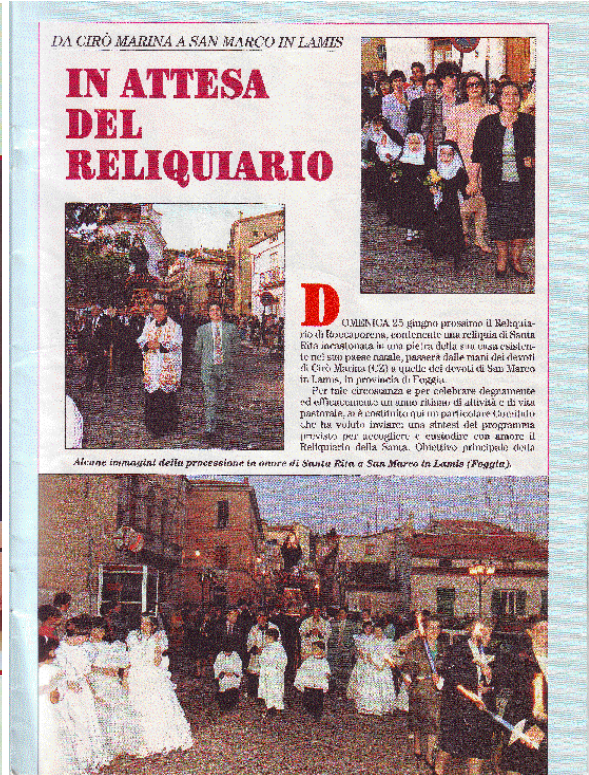 DA CIRÒ MARINA A SAN MARCO IN LAMIS
IN ATTESA
DEL
RELIQUIARIO
DOMENICA 25 giugno prossimo il Reliquia-
rio di Roccaporena, contenente una reliquia di Santa
Rita incastonata in una pietra della sua casa esisten-
te nel suo paese natale, passerà dalle mani dei devoti
di Cirò Marina (CZ) a quelle dei devoti di San Marco
in Lamis, in provincia di Foggia.
Per tale circostanza e per celebrare degnamente
ed efficacemente un anno ritiano di attività e di vita
pastorale, si è costituito qui un particolare Comitato
che ha voluto inviarci una sintesi del programma
previsto per accogliere e custodire con amore il
Reliquiario della Santa. Obiettivo principale della
Alcune immagini della processione in onore di Santa Rita a San Marco in Lamis (Foggia).